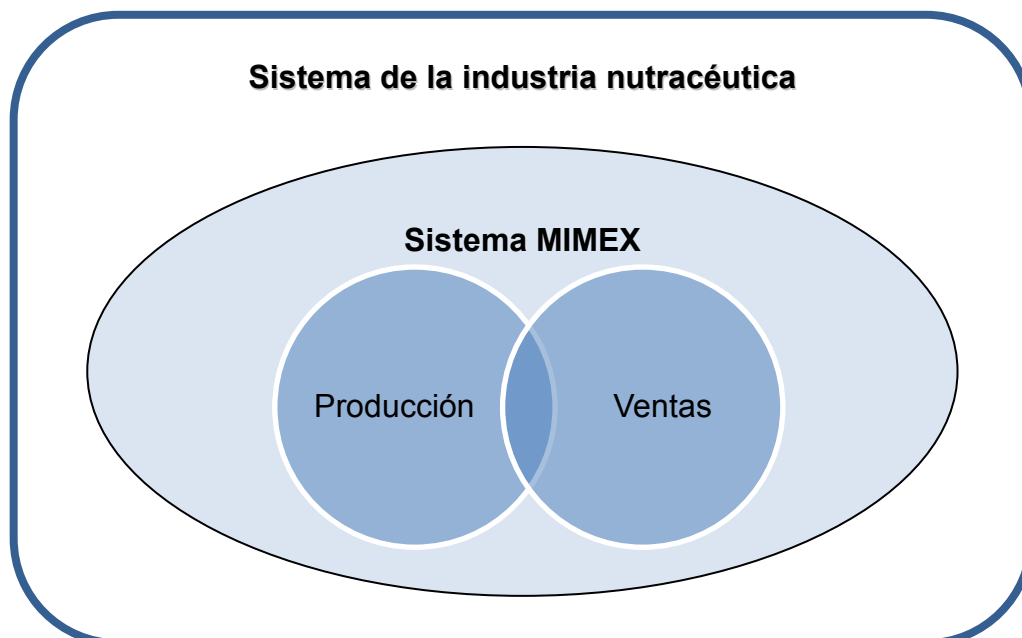 Sistema de la industria nutracéutica
Sistema MIMEX
Producción
Ventas